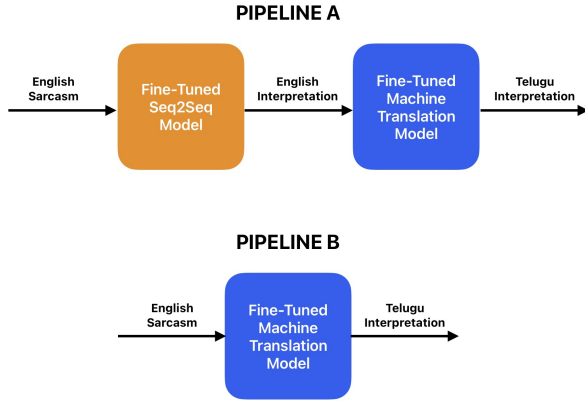 PIPELINE A
English
Sarcasm
Fine-Tuned
Seq2Seq
Model
English
Interpretation
Fine-Tuned
Machine
Translation
Model
Telugu
Interpretation
PIPELINE B
English
Sarcasm
Fine-Tuned
Machine
Translation
Model
Telugu
Interpretation